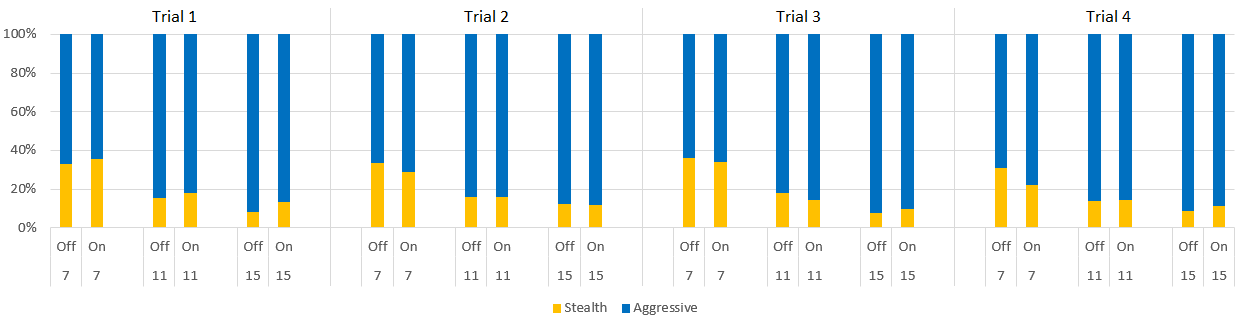 Trial 1 Trial 2 Trial 3 Trial 4
100%
80%
60%
40%
20%
0%
Off On Off On Off On Off On Off On Off On Off On Off On Off On Off On Off On Off On
7 7 11 11 15 15 7 7 11 11 15 15 7 7 11 11 15 15 7 7 11 11 15 15
Stealth Aggressive